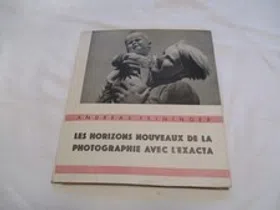 ANDREAS FEININGER
LES HORIZONS NOUVEAUX DE LA
PHOTOGRAPHIE AVEC L'EXACTA